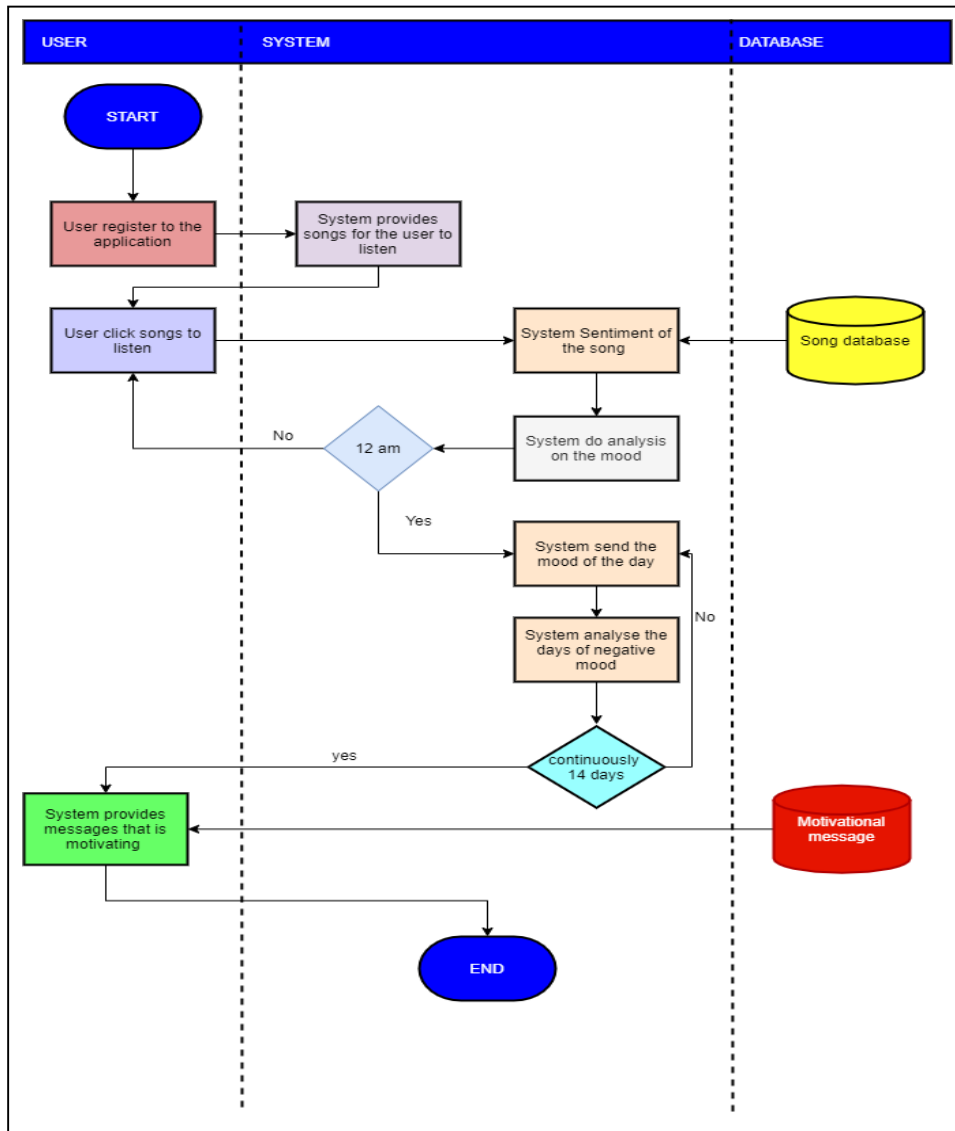 USER
SYSTEM
DATABASE
START
User register to the
application
System provides
songs for the user to
listen
User click songs to
listen
System Sentiment of
the song
Song database
No
12 am
System do analysis
on the mood
Yes
System send the
mood of the day
No
System analyse the
days of negative
mood
yes
continuously
14 days
System provides
messages that is
motivating
Motivational
message
END